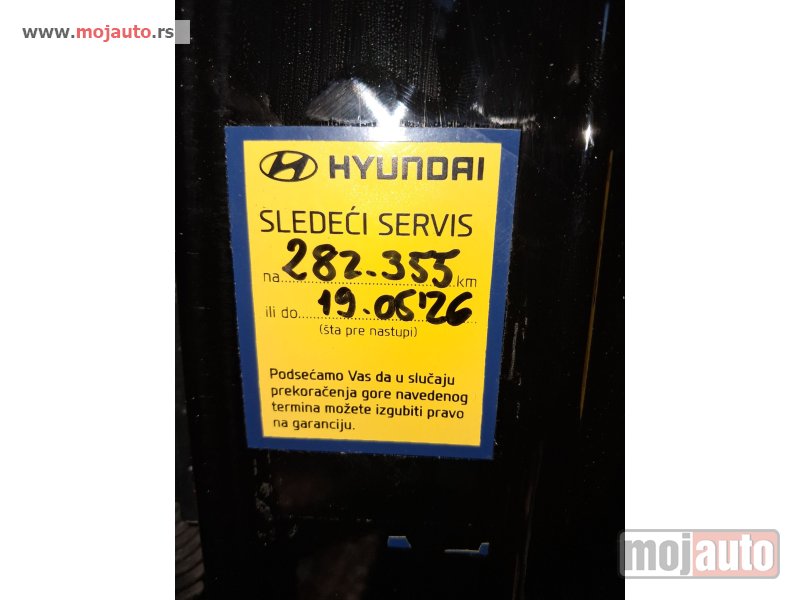 www.mojauto.rs
HYUNDAI
SLEDEĆI SERVIS
na 282.355 km
ili do 19.05'26
(šta pre nastupi)
Podsećamo Vas da u slučaju
prekoračenja gore navedenog
termina možete izgubiti pravo
na garanciju.
mojauto